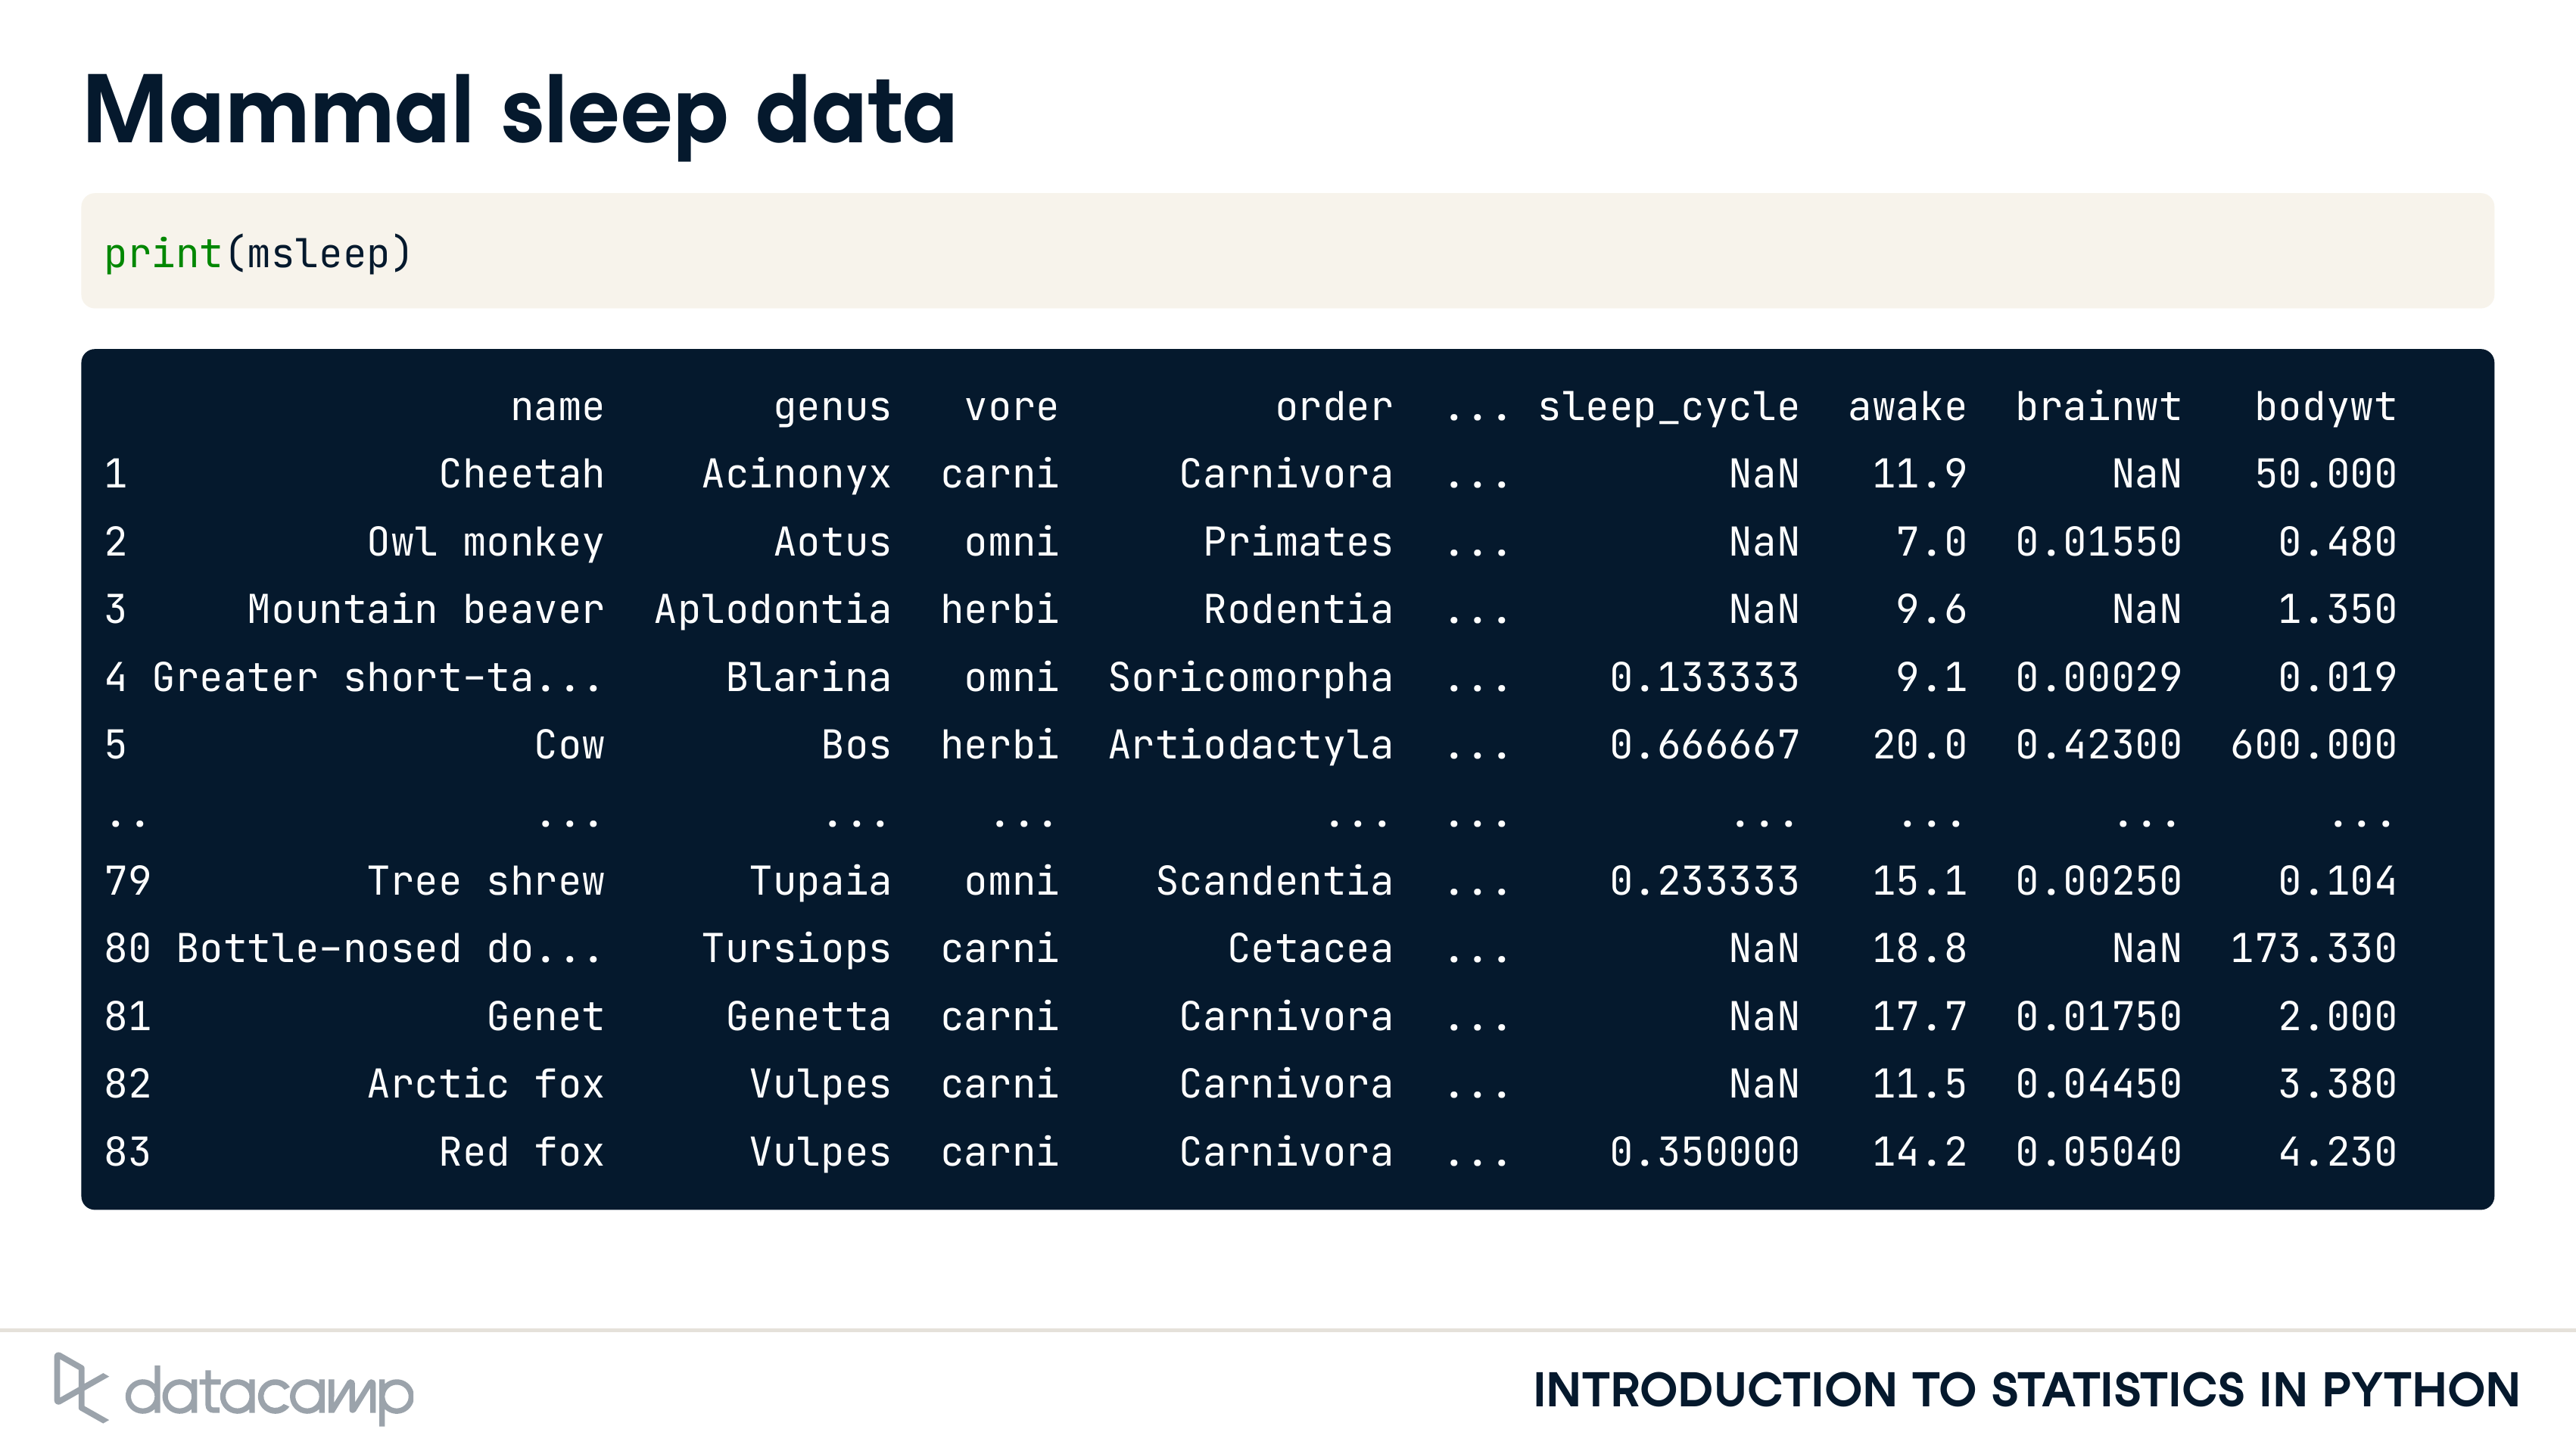 Mammal sleep data
print(msleep)
name genus vore order ... sleep_cycle awake brainwt bodywt
1 Cheetah Acinonyx carni Carnivora ... NaN 11.9 NaN 50.000
2 Owl monkey Aotus omni Primates ... NaN 7.0 0.01550 0.480
3 Mountain beaver Aplodontia herbi Rodentia ... NaN 9.6 NaN 1.350
4 Greater short-ta... Blarina omni Soricomorpha ... 0.133333 9.1 0.00029 0.019
5 Cow Bos herbi Artiodactyla ... 0.666667 20.0 0.42300 600.000
.. ... ... ... ... ... ... ... ... ...
79 Tree shrew Tupaia omni Scandentia ... 0.233333 15.1 0.00250 0.104
80 Bottle-nosed do... Tursiops carni Cetacea ... NaN 18.8 NaN 173.330
81 Genet Genetta carni Carnivora ... NaN 17.7 0.01750 2.000
82 Arctic fox Vulpes carni Carnivora ... NaN 11.5 0.04450 3.380
83 Red fox Vulpes carni Carnivora ... 0.350000 14.2 0.05040 4.230
datacamp
INTRODUCTION TO STATISTICS IN PYTHON